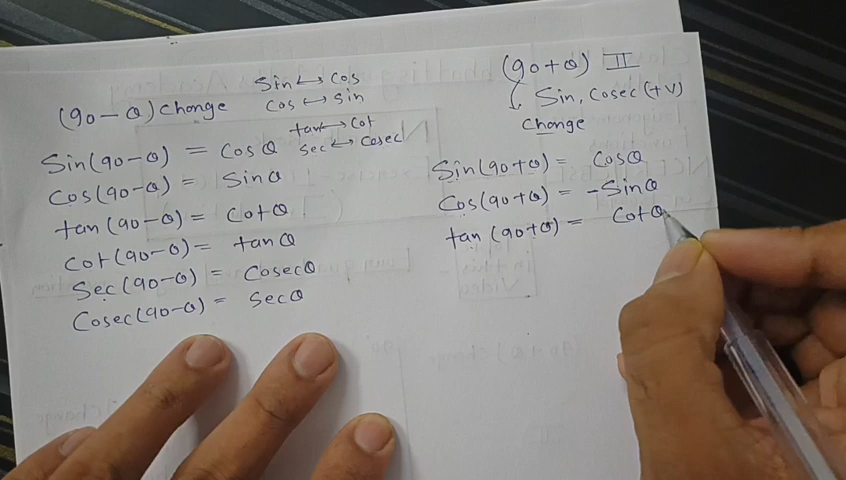 (90-θ) Change
Sin ↔ Cos
Cos ↔ Sin
tan ↔ Cot
Sec ↔ Cosec
Sin(90-θ) = Cosθ
Cos(90-θ) = Sinθ
tan(90-θ) = Cotθ
Cot(90-θ) = tanθ
Sec(90-θ) = Cosecθ
Cosec(90-θ) = Secθ
(90+θ) II
Sin, Cosec (+v)
Change
Sin(90+θ) = Cosθ
Cos(90+θ) = -Sinθ
tan(90+θ) = Cotθ